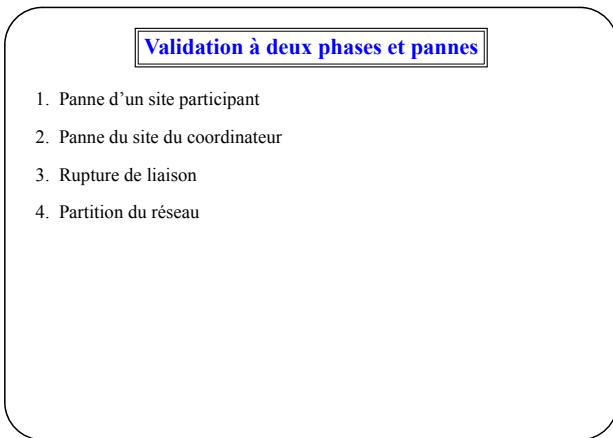 Validation à deux phases et pannes
1. Panne d’un site participant
2. Panne du site du coordinateur
3. Rupture de liaison
4. Partition du réseau